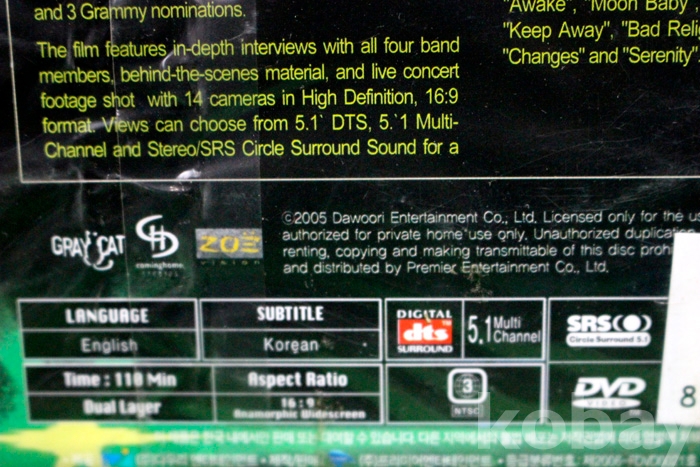 and 3 Grammy nominations.
The film features in-depth interviews with all four band
members, behind-the-scenes material, and live concert
footage shot with 14 cameras in High Definition, 16:9
format. Views can choose from 5.1` DTS, 5.`1 Multi-
Channel and Stereo/SRS Circle Surround Sound for a
"Awake", "Moon Baby",
"Keep Away", "Bad Relig
"Changes" and "Serenity".
GRAY CAT
ZOE
VISION
©2005 Dawoori Entertainment Co., Ltd. Licensed only for the u
authorized for private home use only. Unauthorized duplication
renting, copying and making transmittable of this disc proh
and distributed by Premier Entertainment Co., Ltd.
LANGUAGE
English
SUBTITLE
Korean
DIGITAL
dts
SURROUND
5.1 Multi
Channel
SRS
Circle Surround 5.1
Time : 110 Min
Dual Layer
Aspect Ratio
16 : 9
Anamorphic Widescreen
3
NTSC
DVD
VIDEO
8
kobay